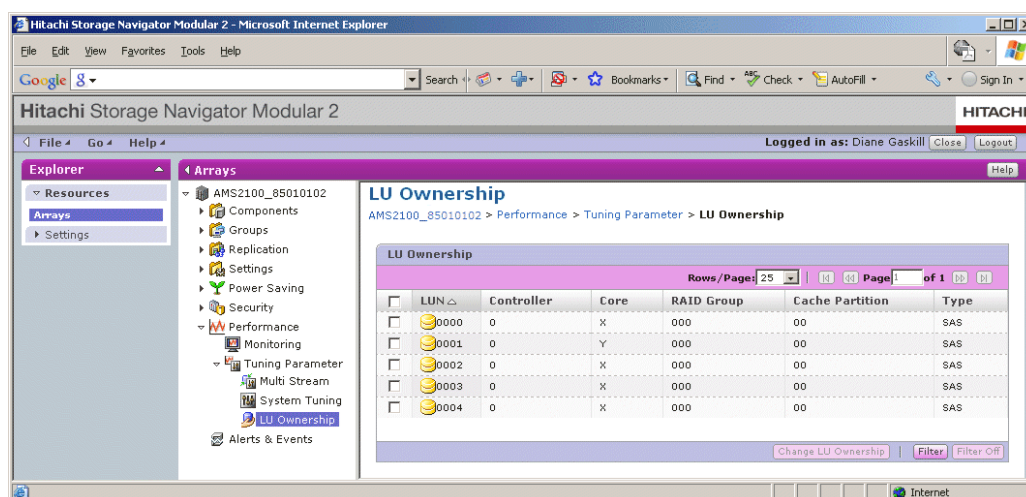 Hitachi Storage Navigator Modular 2 - Microsoft Internet Explorer
File Edit View Favorites Tools Help
Google Search Bookmarks Find Check AutoFill Sign In
Hitachi Storage Navigator Modular 2
HITACHI
File Go Help Logged in as: Diane Gaskill Close Logout
Explorer
Resources
Arrays
Settings
Arrays Help
AMS2100_85010102
Components
Groups
Replication
Settings
Power Saving
Security
Performance
Monitoring
Tuning Parameter
Multi Stream
System Tuning
LU Ownership
Alerts & Events
LU Ownership
AMS2100_85010102 > Performance > Tuning Parameter > LU Ownership
LU Ownership
Rows/Page: 25 | Page 1 of 1
LUN Controller Core RAID Group Cache Partition Type
0000 0 X 000 00 SAS
0001 0 Y 000 00 SAS
0002 0 X 000 00 SAS
0003 0 X 000 00 SAS
0004 0 X 000 00 SAS
Change LU Ownership | Filter Filter Off
Internet